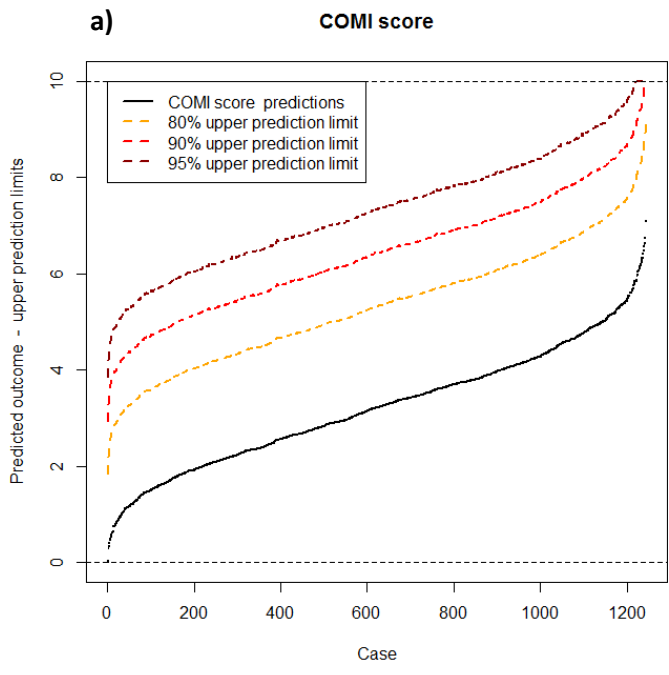 a)
COMI score
COMI score predictions
80% upper prediction limit
90% upper prediction limit
95% upper prediction limit
Predicted outcome - upper prediction limits
10
8
6
4
2
0
0 200 400 600 800 1000 1200
Case